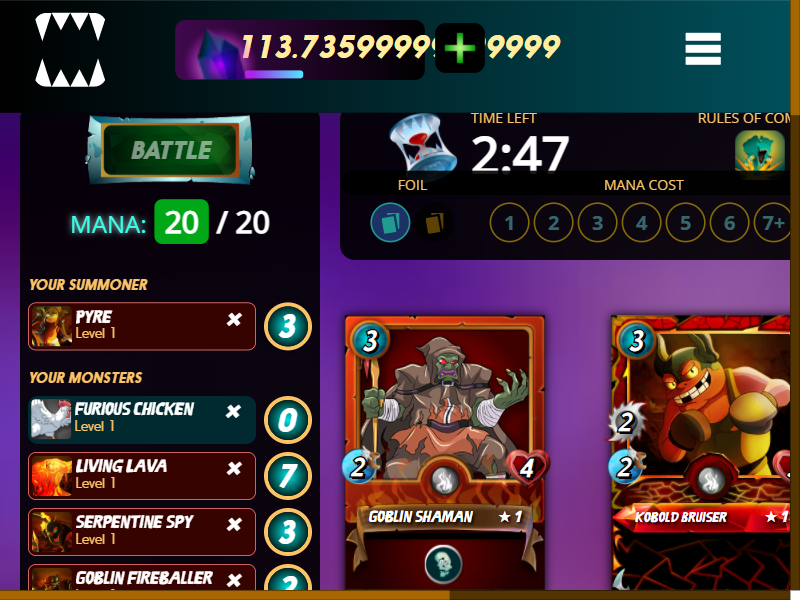 113.73599999999999
BATTLE
TIME LEFT
2:47
RULES OF COM
FOIL
MANA COST
1 2 3 4 5 6 7+
MANA: 20 / 20
YOUR SUMMONER
PYRE
Level 1
3
YOUR MONSTERS
FURIOUS CHICKEN
Level 1
0
LIVING LAVA
Level 1
7
SERPENTINE SPY
Level 1
3
GOBLIN FIREBALLER
3
2
4
GOBLIN SHAMAN ★ 1
3
2
2
KOBOLD BRUISER ★ 1